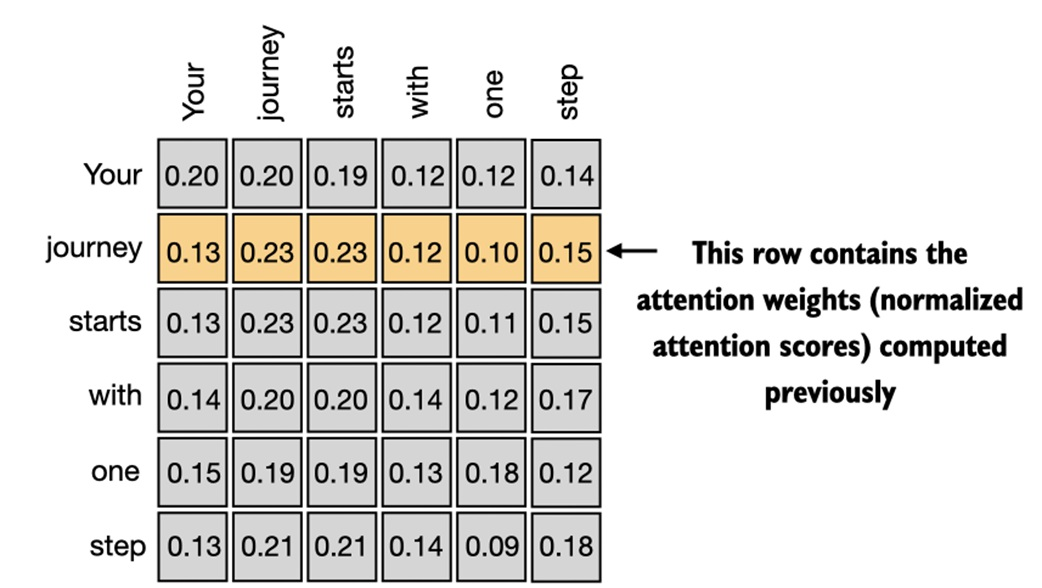 Your journey starts with one step
Your 0.20 0.20 0.19 0.12 0.12 0.14
journey 0.13 0.23 0.23 0.12 0.10 0.15
This row contains the
attention weights (normalized
attention scores) computed
previously
starts 0.13 0.23 0.23 0.12 0.11 0.15
with 0.14 0.20 0.20 0.14 0.12 0.17
one 0.15 0.19 0.19 0.13 0.18 0.12
step 0.13 0.21 0.21 0.14 0.09 0.18